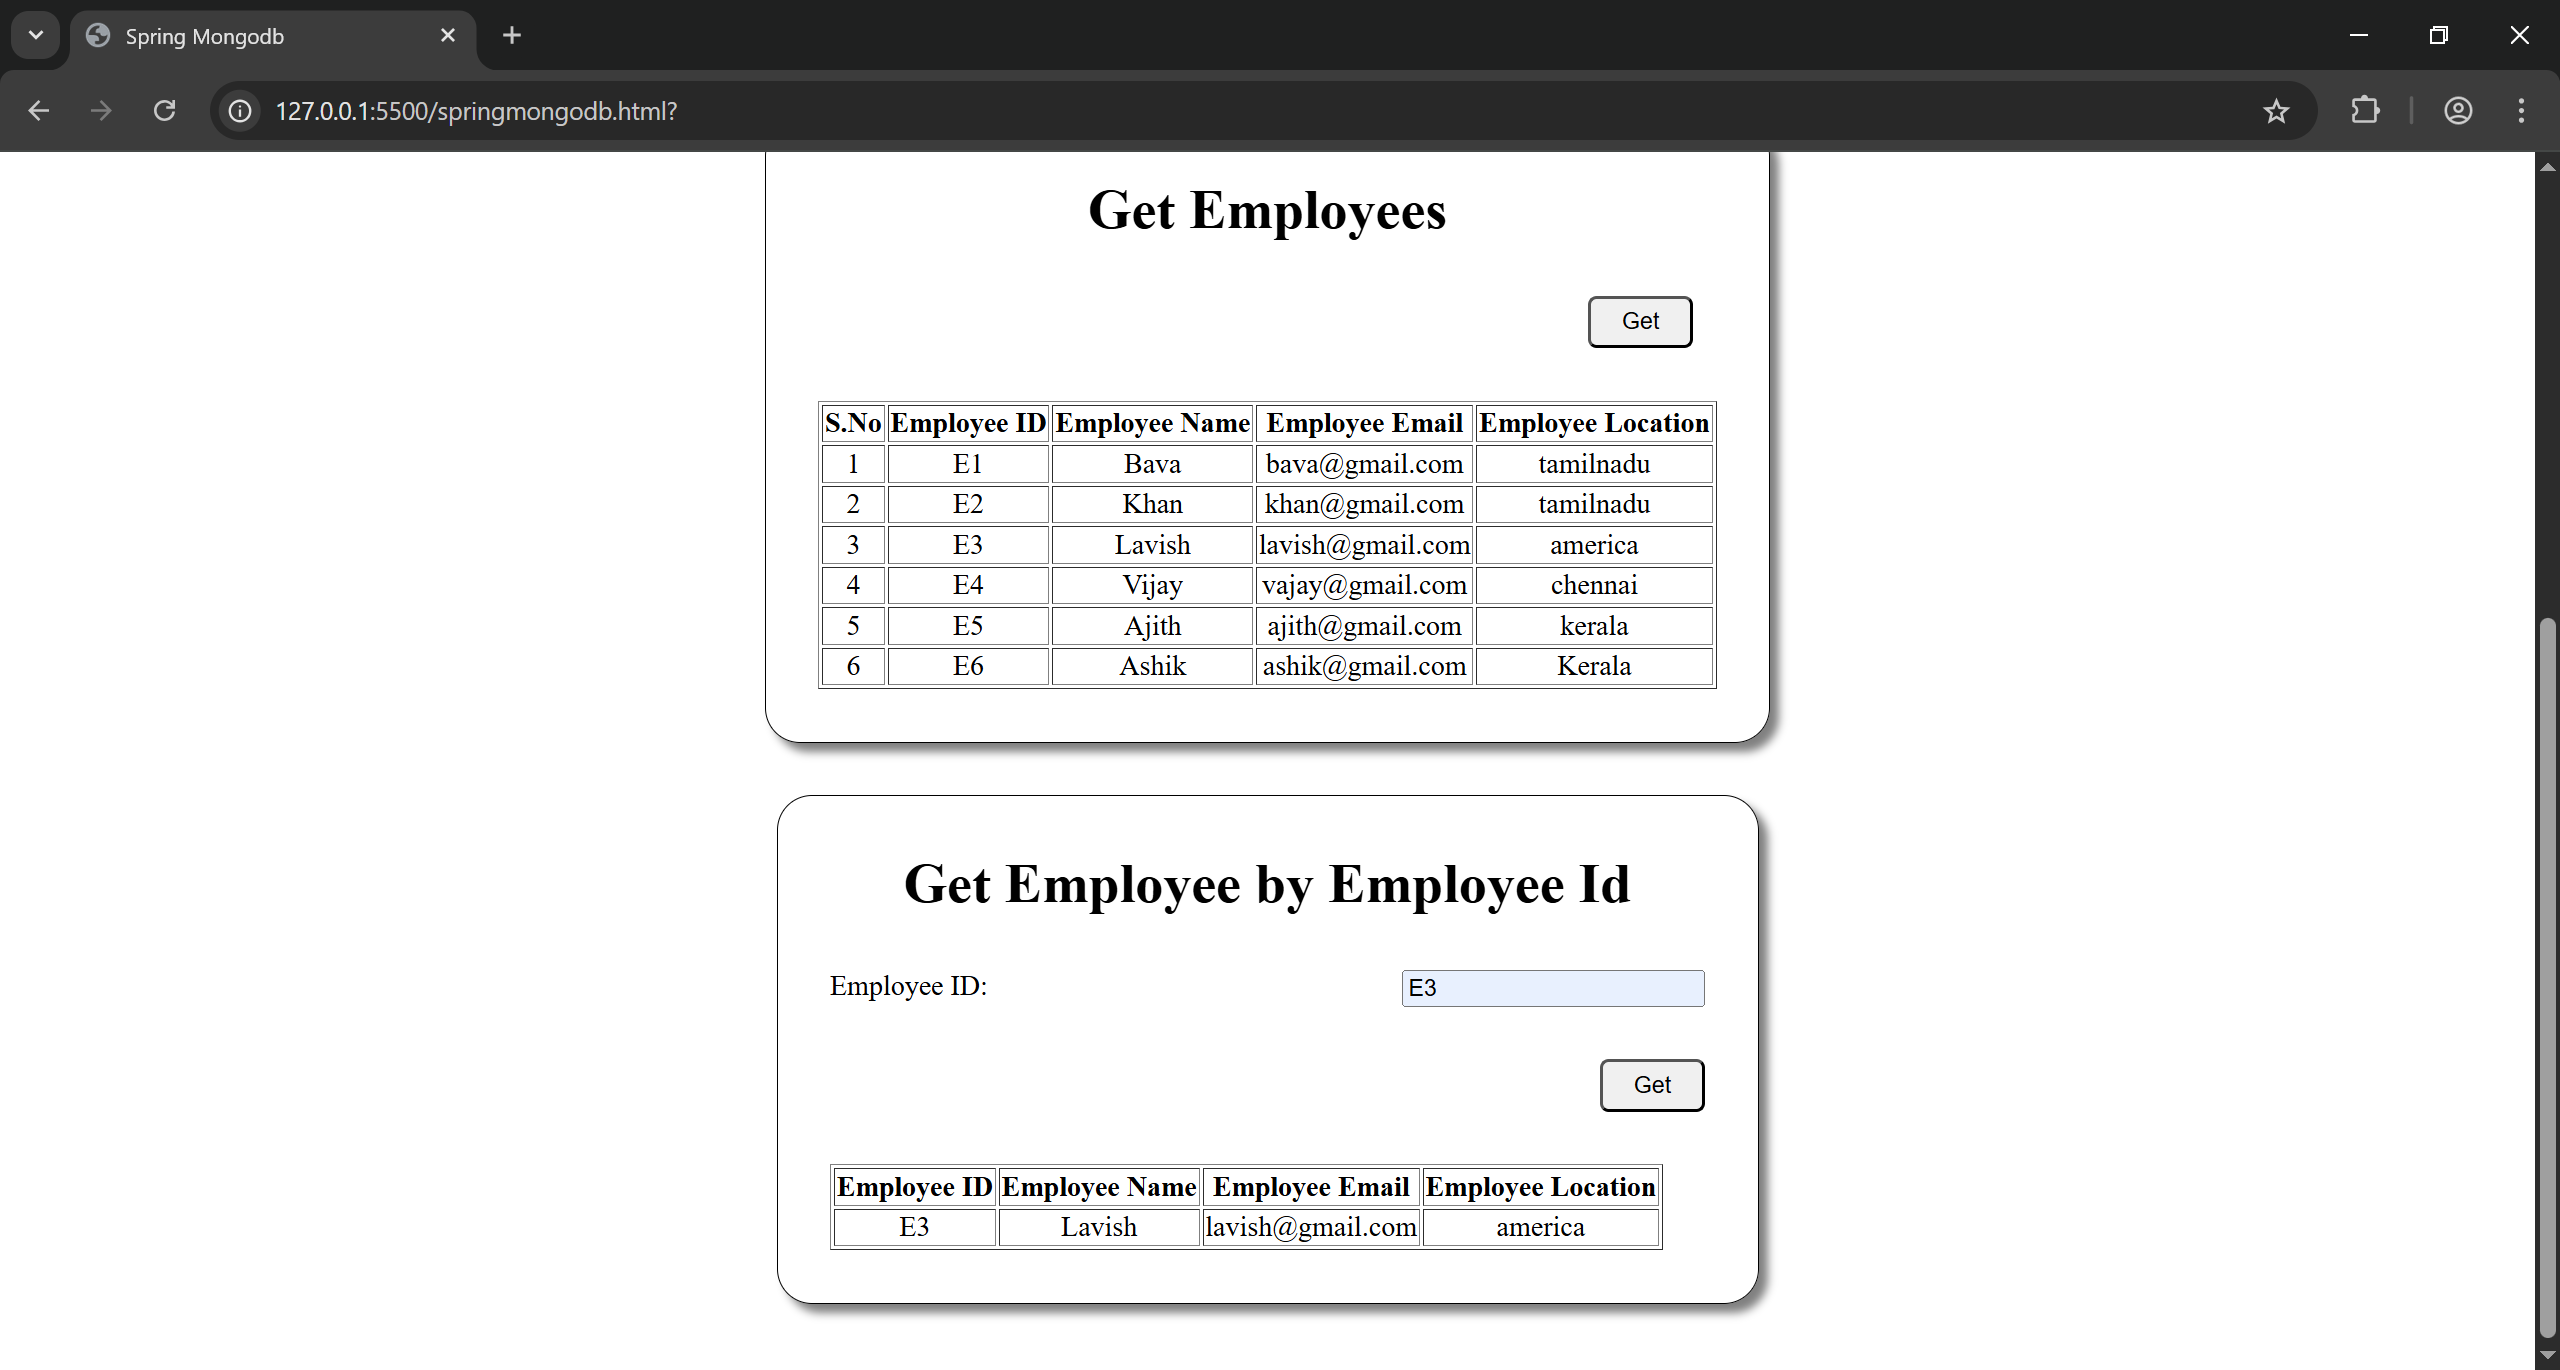 Spring Mongodb
127.0.0.1:5500/springmongodb.html?
Get Employees
Get
S.No Employee ID Employee Name Employee Email Employee Location
1 E1 Bava bava@gmail.com tamilnadu
2 E2 Khan khan@gmail.com tamilnadu
3 E3 Lavish lavish@gmail.com america
4 E4 Vijay vajay@gmail.com chennai
5 E5 Ajith ajith@gmail.com kerala
6 E6 Ashik ashik@gmail.com Kerala
Get Employee by Employee Id
Employee ID: E3
Get
Employee ID Employee Name Employee Email Employee Location
E3 Lavish lavish@gmail.com america